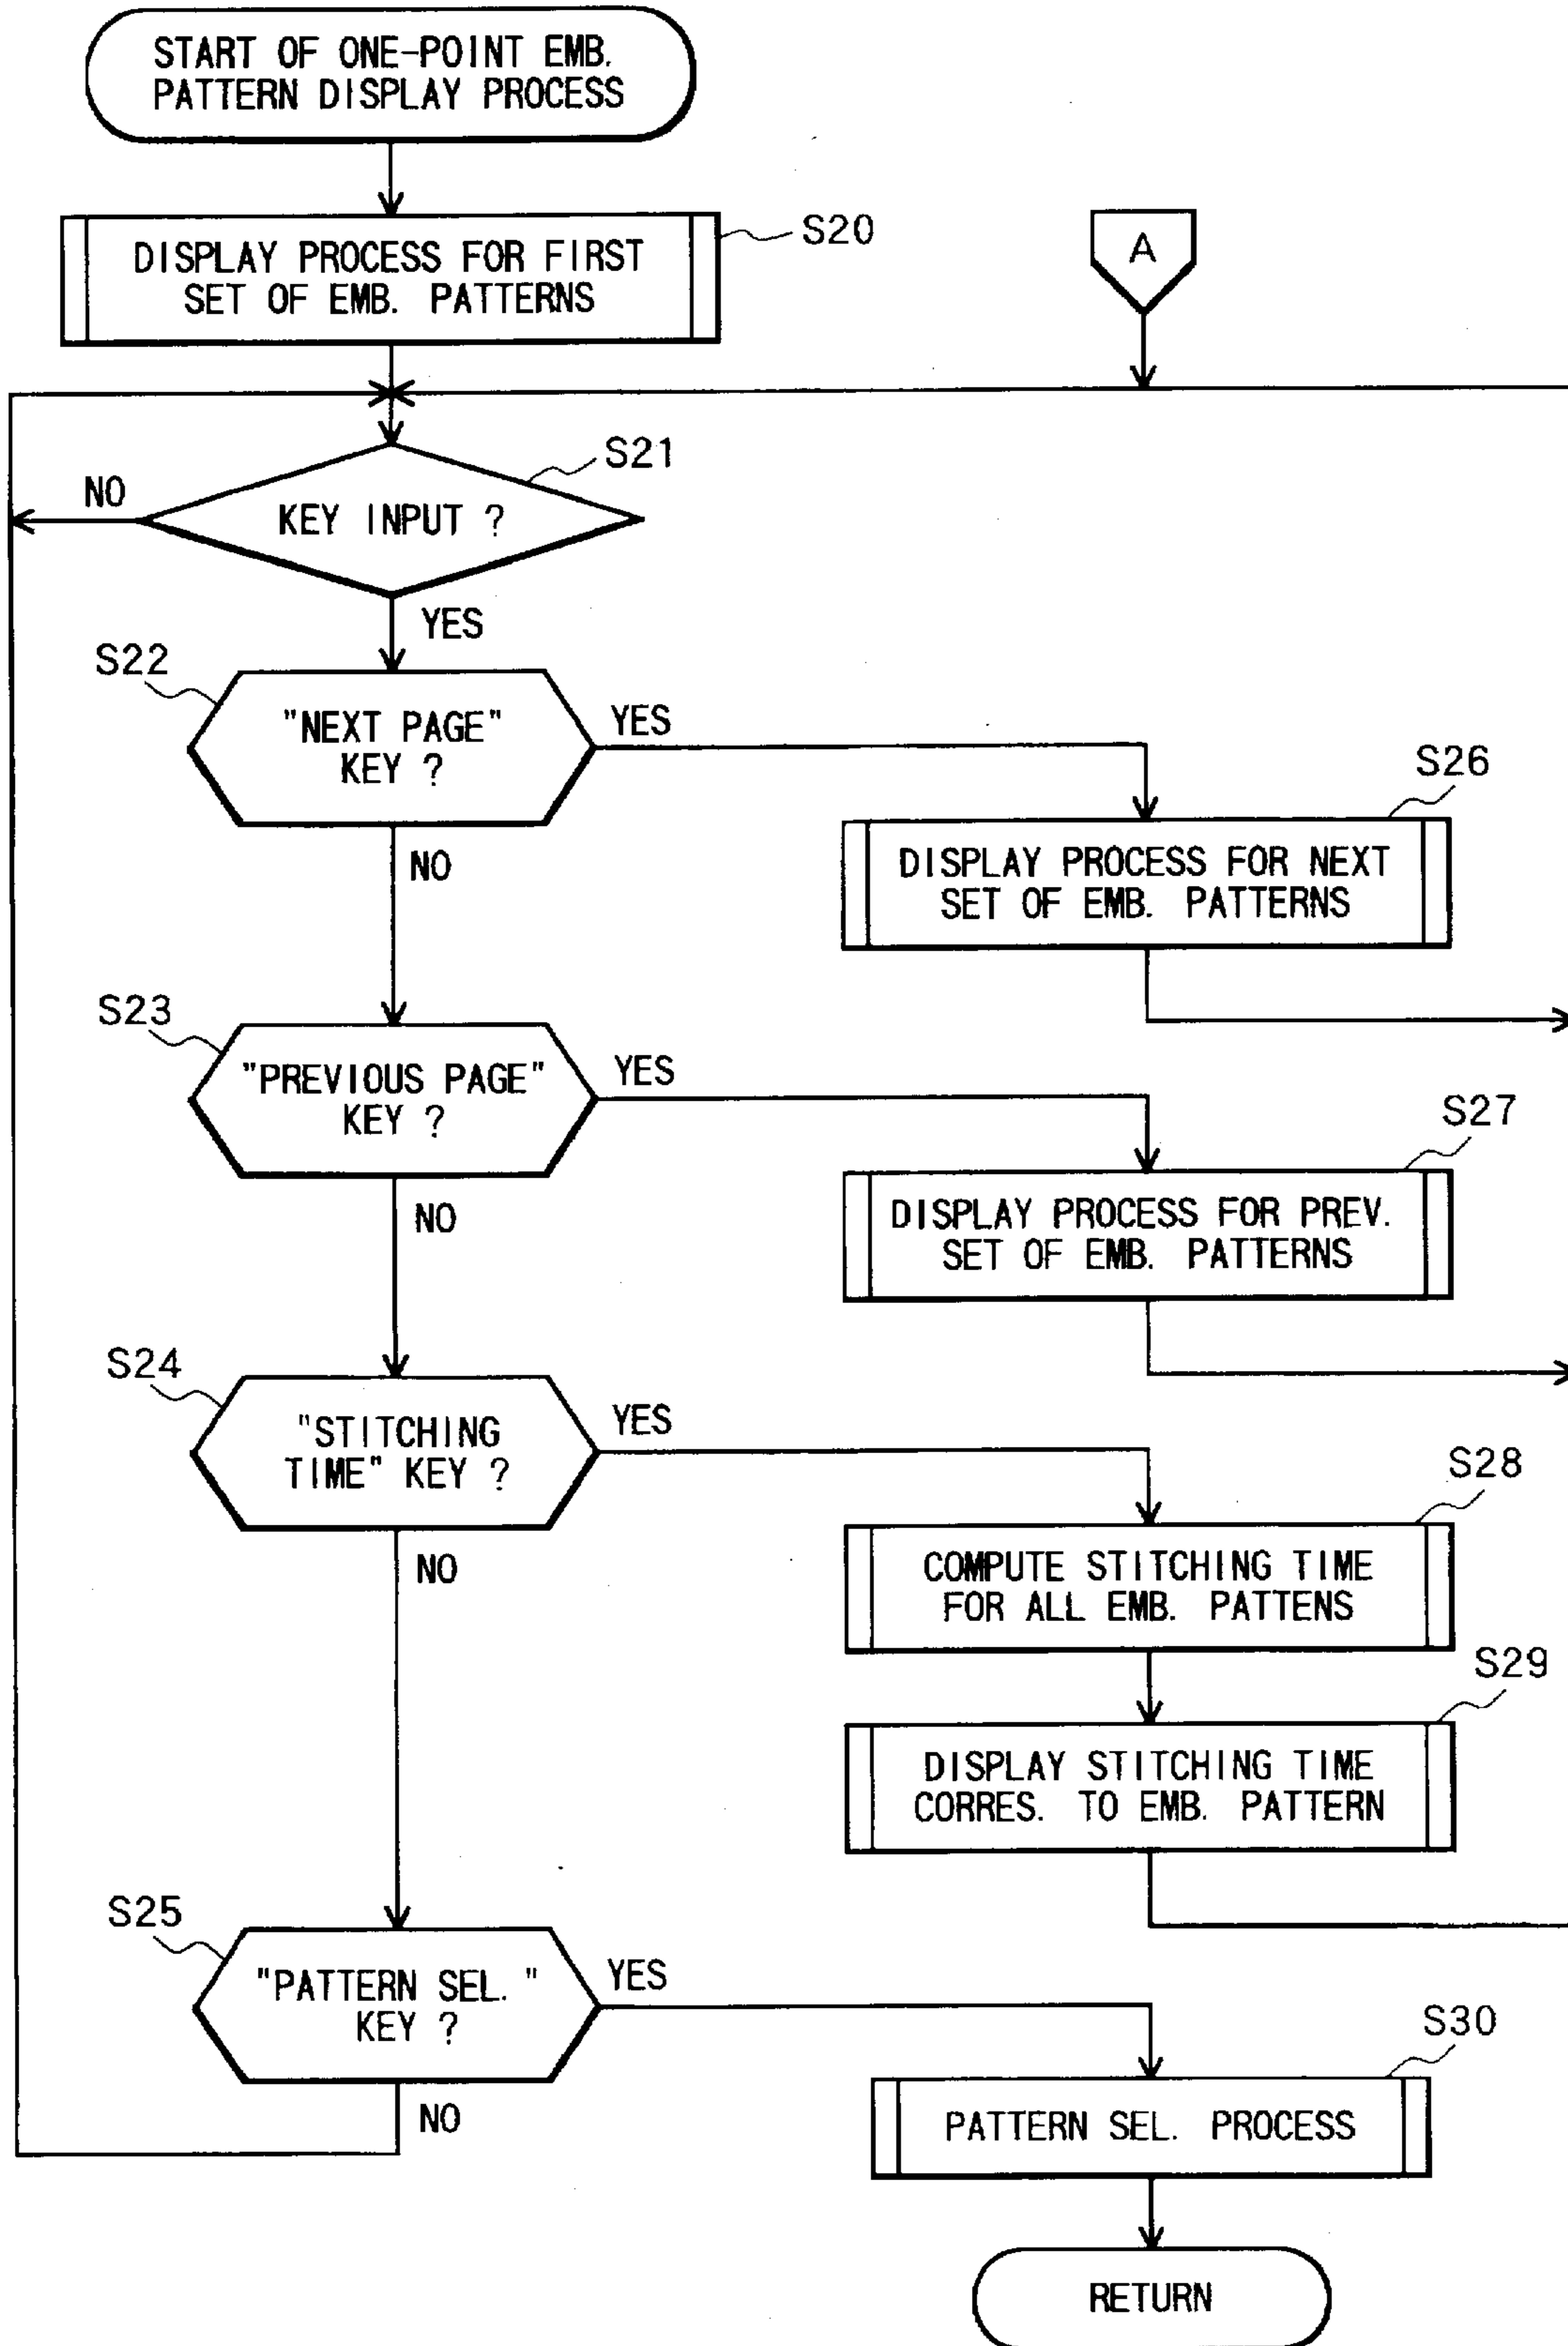 START OF ONE-POINT EMB.
PATTERN DISPLAY PROCESS
DISPLAY PROCESS FOR FIRST
SET OF EMB. PATTERNS
S20
A
S21
NO
KEY INPUT ?
YES
S22
"NEXT PAGE"
KEY ?
YES
NO
S26
DISPLAY PROCESS FOR NEXT
SET OF EMB. PATTERNS
S23
"PREVIOUS PAGE"
KEY ?
YES
NO
S27
DISPLAY PROCESS FOR PREV.
SET OF EMB. PATTERNS
S24
"STITCHING
TIME" KEY ?
YES
NO
S28
COMPUTE STITCHING TIME
FOR ALL EMB. PATTENS
S29
DISPLAY STITCHING TIME
CORRES. TO EMB. PATTERN
S25
"PATTERN SEL. "
KEY ?
YES
NO
S30
PATTERN SEL. PROCESS
RETURN